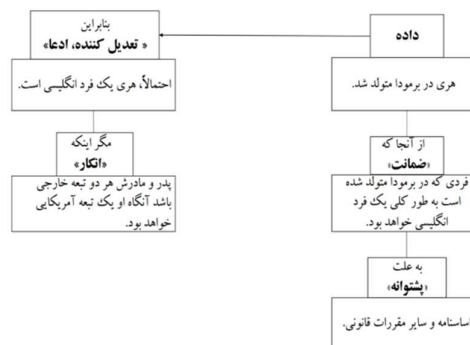 داده
هری در برمودا متولد شد.
از آنجا که
«ضمانت»
فردی که در برمودا متولد شده
است به طور کلی یک فرد
انگلیسی خواهد بود.
به علت
«پشتوانه»
اساسنامه و سایر مقررات قانونی.
بنابراین
« تعدیل کننده، ادعا»
احتمالاً، هری یک فرد انگلیسی است.
مگر اینکه
«انکار»
پدر و مادرش هر دو تبعه خارجی
باشد آنگاه او یک تبعه آمریکایی
خواهد بود.